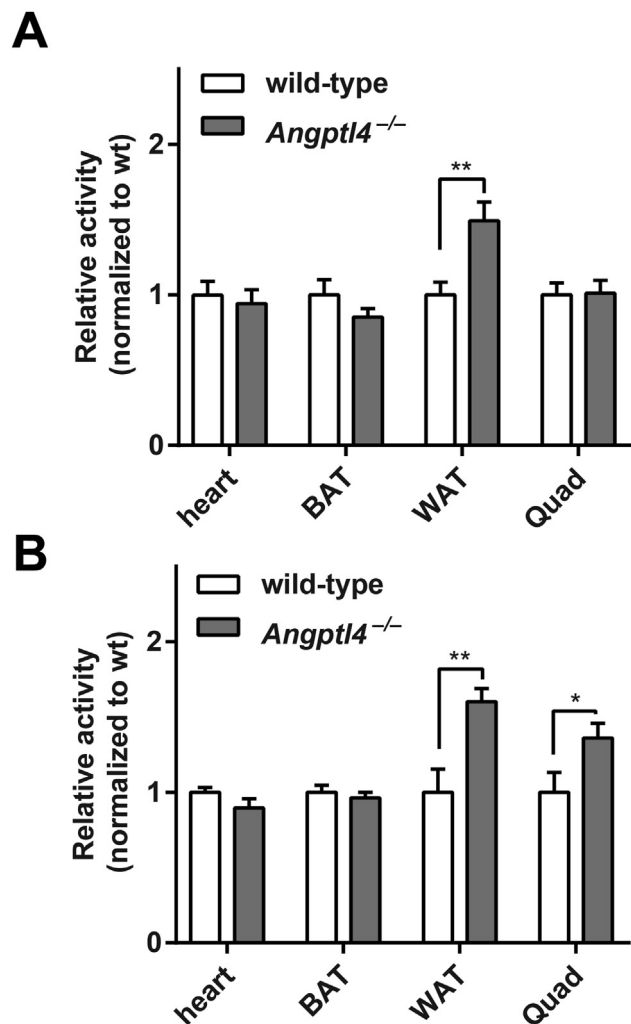 A
wild-type
Angptl4 –/–
Relative activity
(normalized to wt)
2
1
0
**
heart
BAT
WAT
Quad
B
wild-type
Angptl4 –/–
Relative activity
(normalized to wt)
2
1
0
**
*
heart
BAT
WAT
Quad